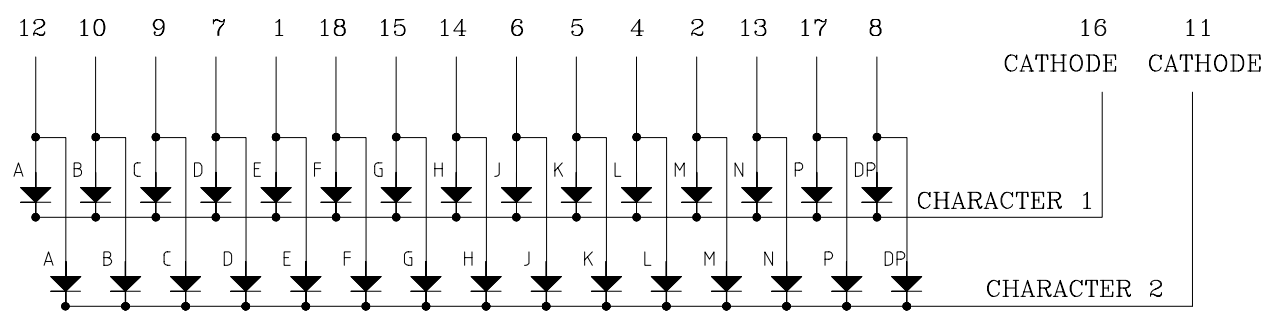 12 10 9 7 1 18 15 14 6 5 4 2 13 17 8 16 11
CATHODE CATHODE
A B C D E F G H J K L M N P DP
CHARACTER 1
A B C D E F G H J K L M N P DP
CHARACTER 2